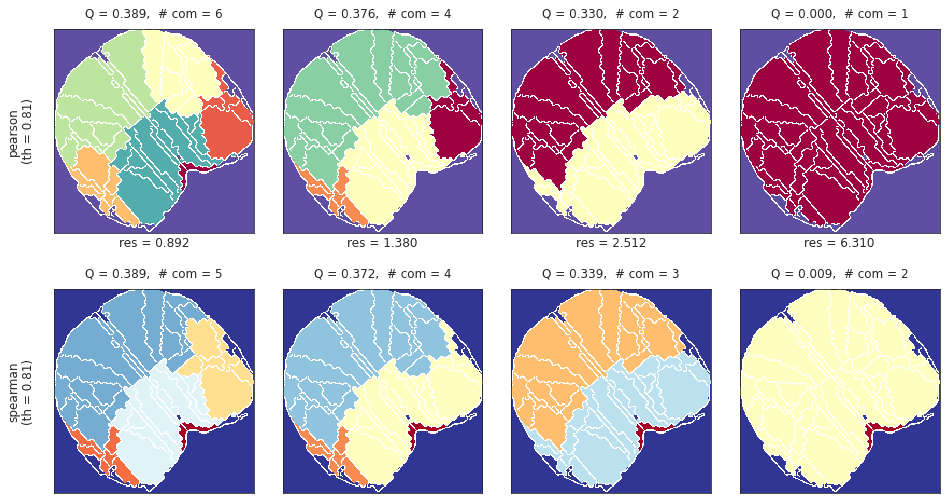 Q = 0.389,  # com = 6
Q = 0.376,  # com = 4
Q = 0.330,  # com = 2
Q = 0.000,  # com = 1
pearson
(th = 0.81)
res = 0.892
res = 1.380
res = 2.512
res = 6.310
Q = 0.389,  # com = 5
Q = 0.372,  # com = 4
Q = 0.339,  # com = 3
Q = 0.009,  # com = 2
spearman
(th = 0.81)